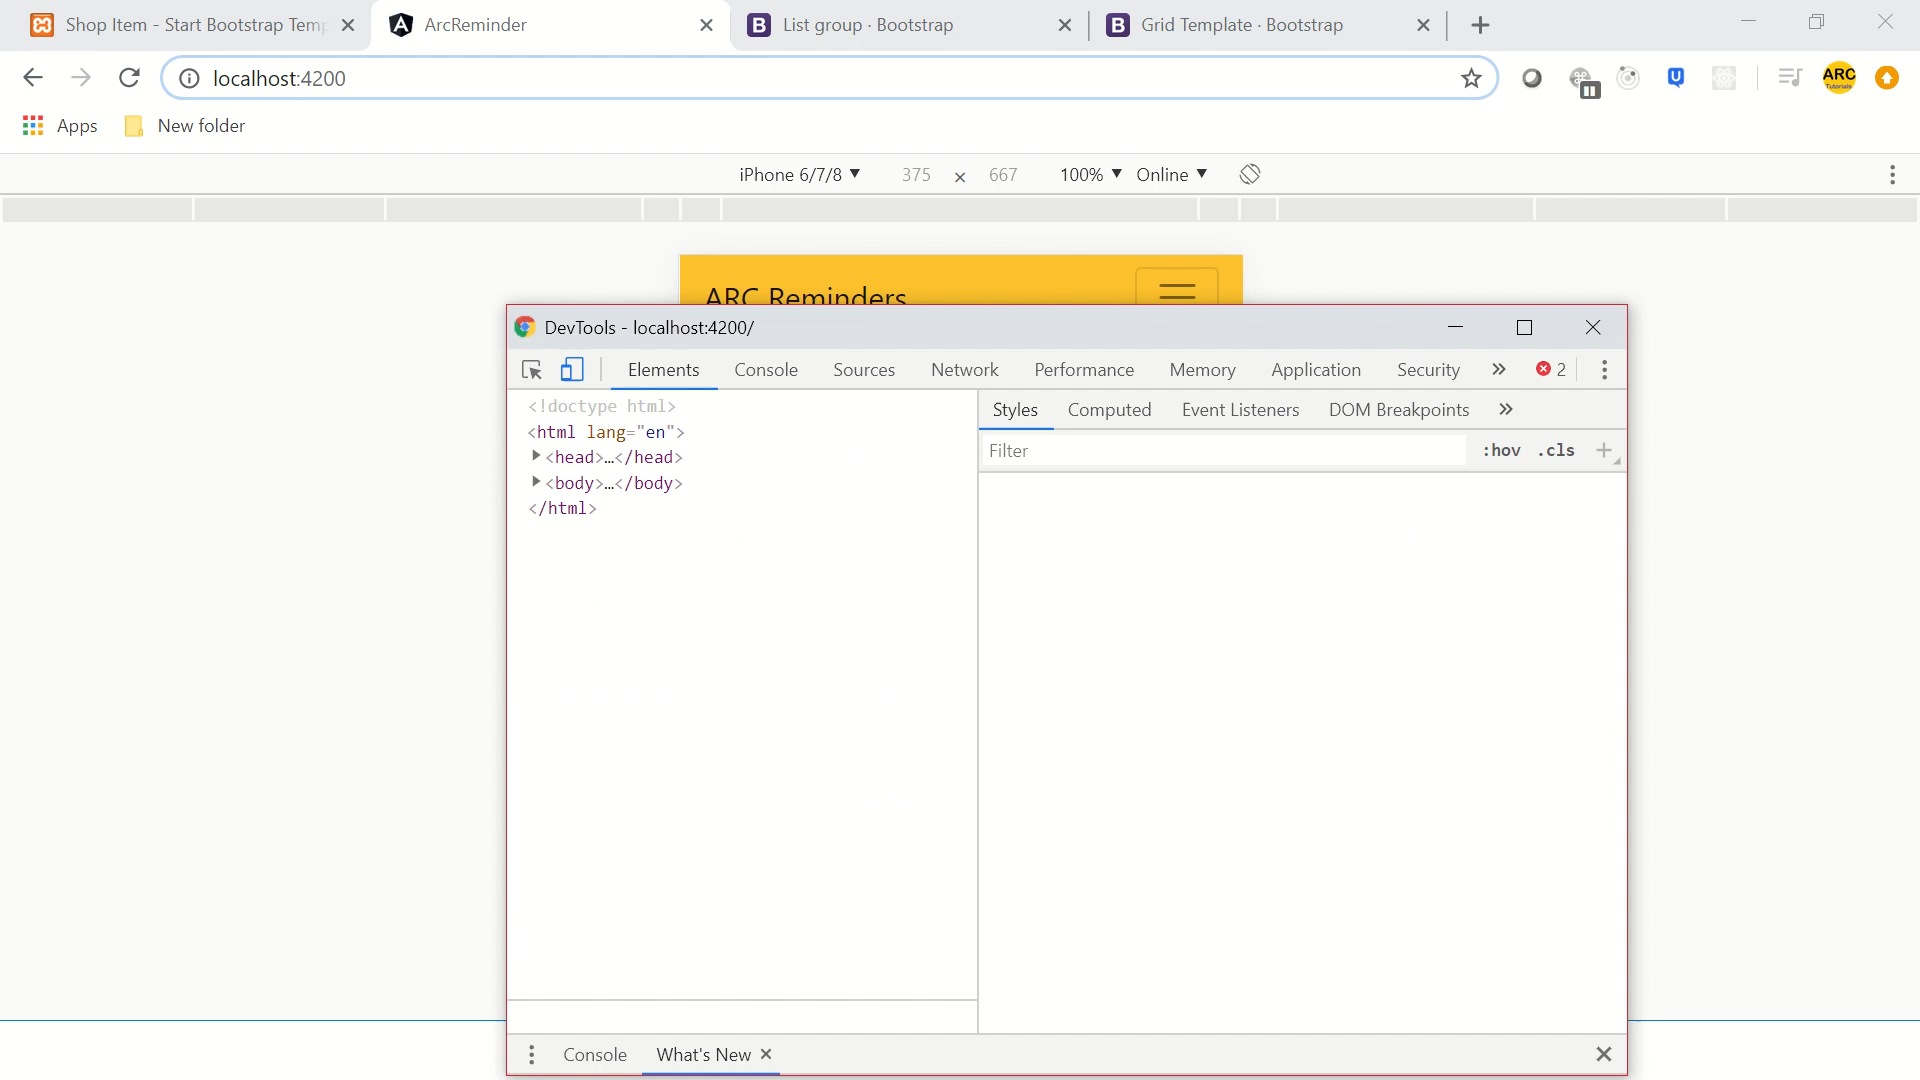 Shop Item - Start Bootstrap Temp
ArcReminder
List group · Bootstrap
Grid Template · Bootstrap
localhost:4200
ARC
Tutorials
Apps
New folder
iPhone 6/7/8
375 × 667
100%
Online
ARC Reminders
DevTools - localhost:4200/
Elements
Console
Sources
Network
Performance
Memory
Application
Security
2
<!doctype html>
<html lang="en">
<head>…</head>
<body>…</body>
</html>
Styles
Computed
Event Listeners
DOM Breakpoints
Filter
:hov
.cls
Console
What's New